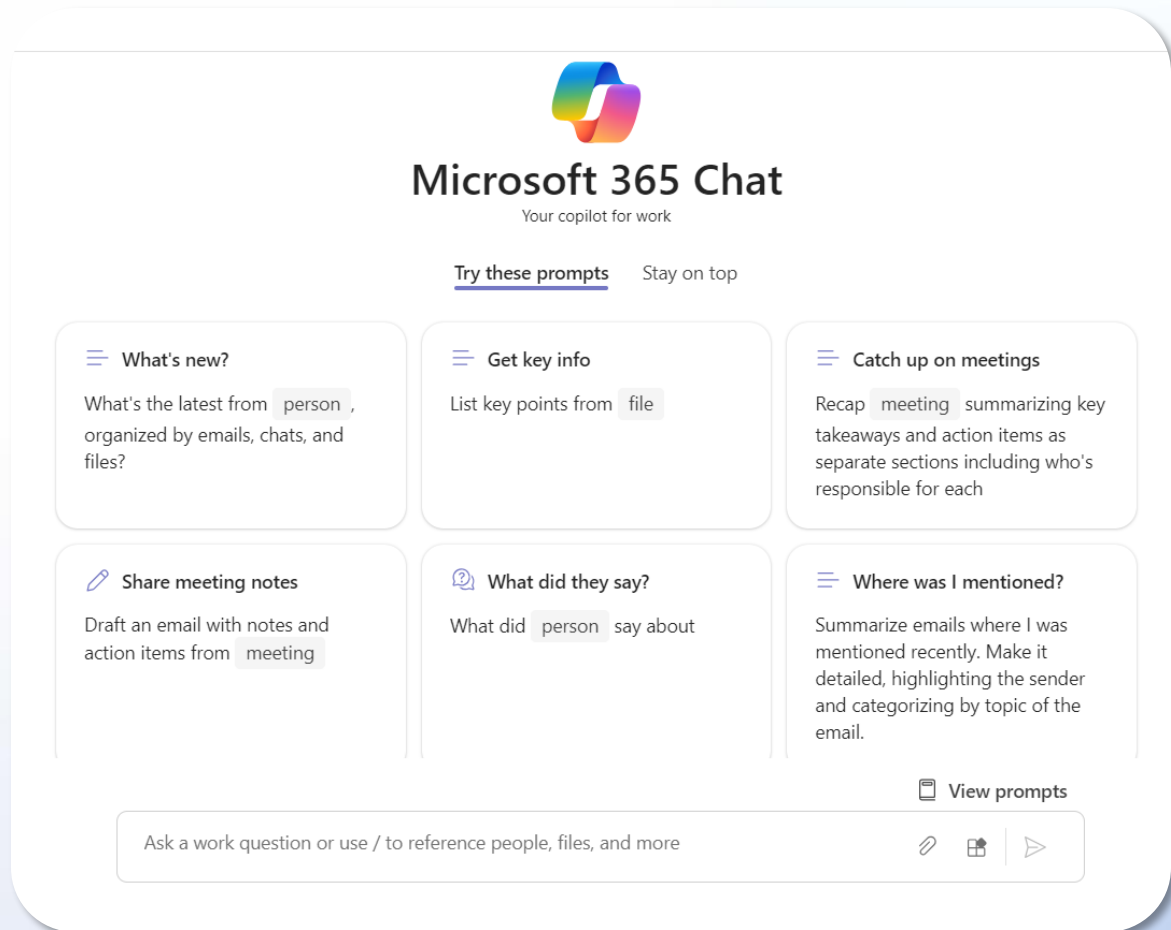 Microsoft 365 Chat
Your copilot for work
Try these prompts
Stay on top
What's new?
What's the latest from person ,
organized by emails, chats, and
files?
Get key info
List key points from file
Catch up on meetings
Recap meeting summarizing key
takeaways and action items as
separate sections including who's
responsible for each
Share meeting notes
Draft an email with notes and
action items from meeting
What did they say?
What did person say about
Where was I mentioned?
Summarize emails where I was
mentioned recently. Make it
detailed, highlighting the sender
and categorizing by topic of the
email.
View prompts
Ask a work question or use / to reference people, files, and more